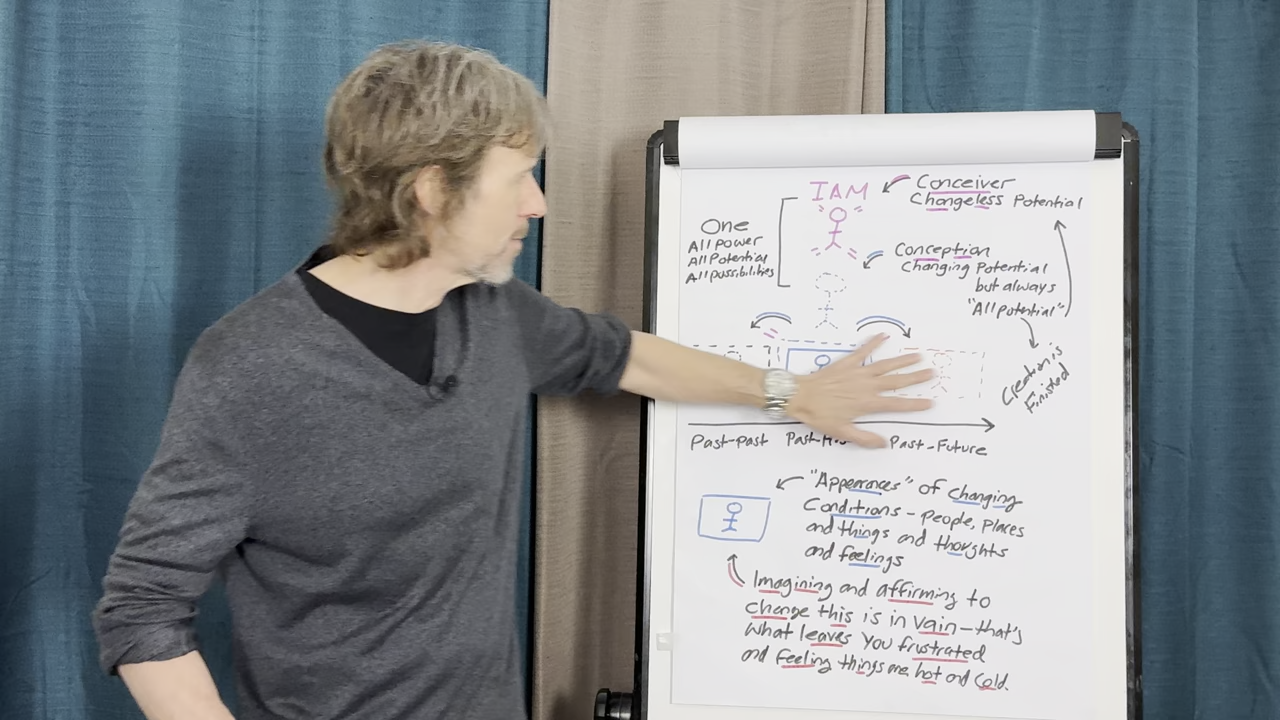 IAM
Conceiver
Changeless Potential
One
All Power
All Potential
All possibilities
Conception
Changing Potential
but always
"All potential"
Creation is
Finished
Past-Past
Past-Future
"Appearances" of changing
Conditions - People, Places
and things and thoughts
and feelings
Imagining and affirming to
change this is in vain - that's
what leaves you frustrated
and feeling things are hot and cold.